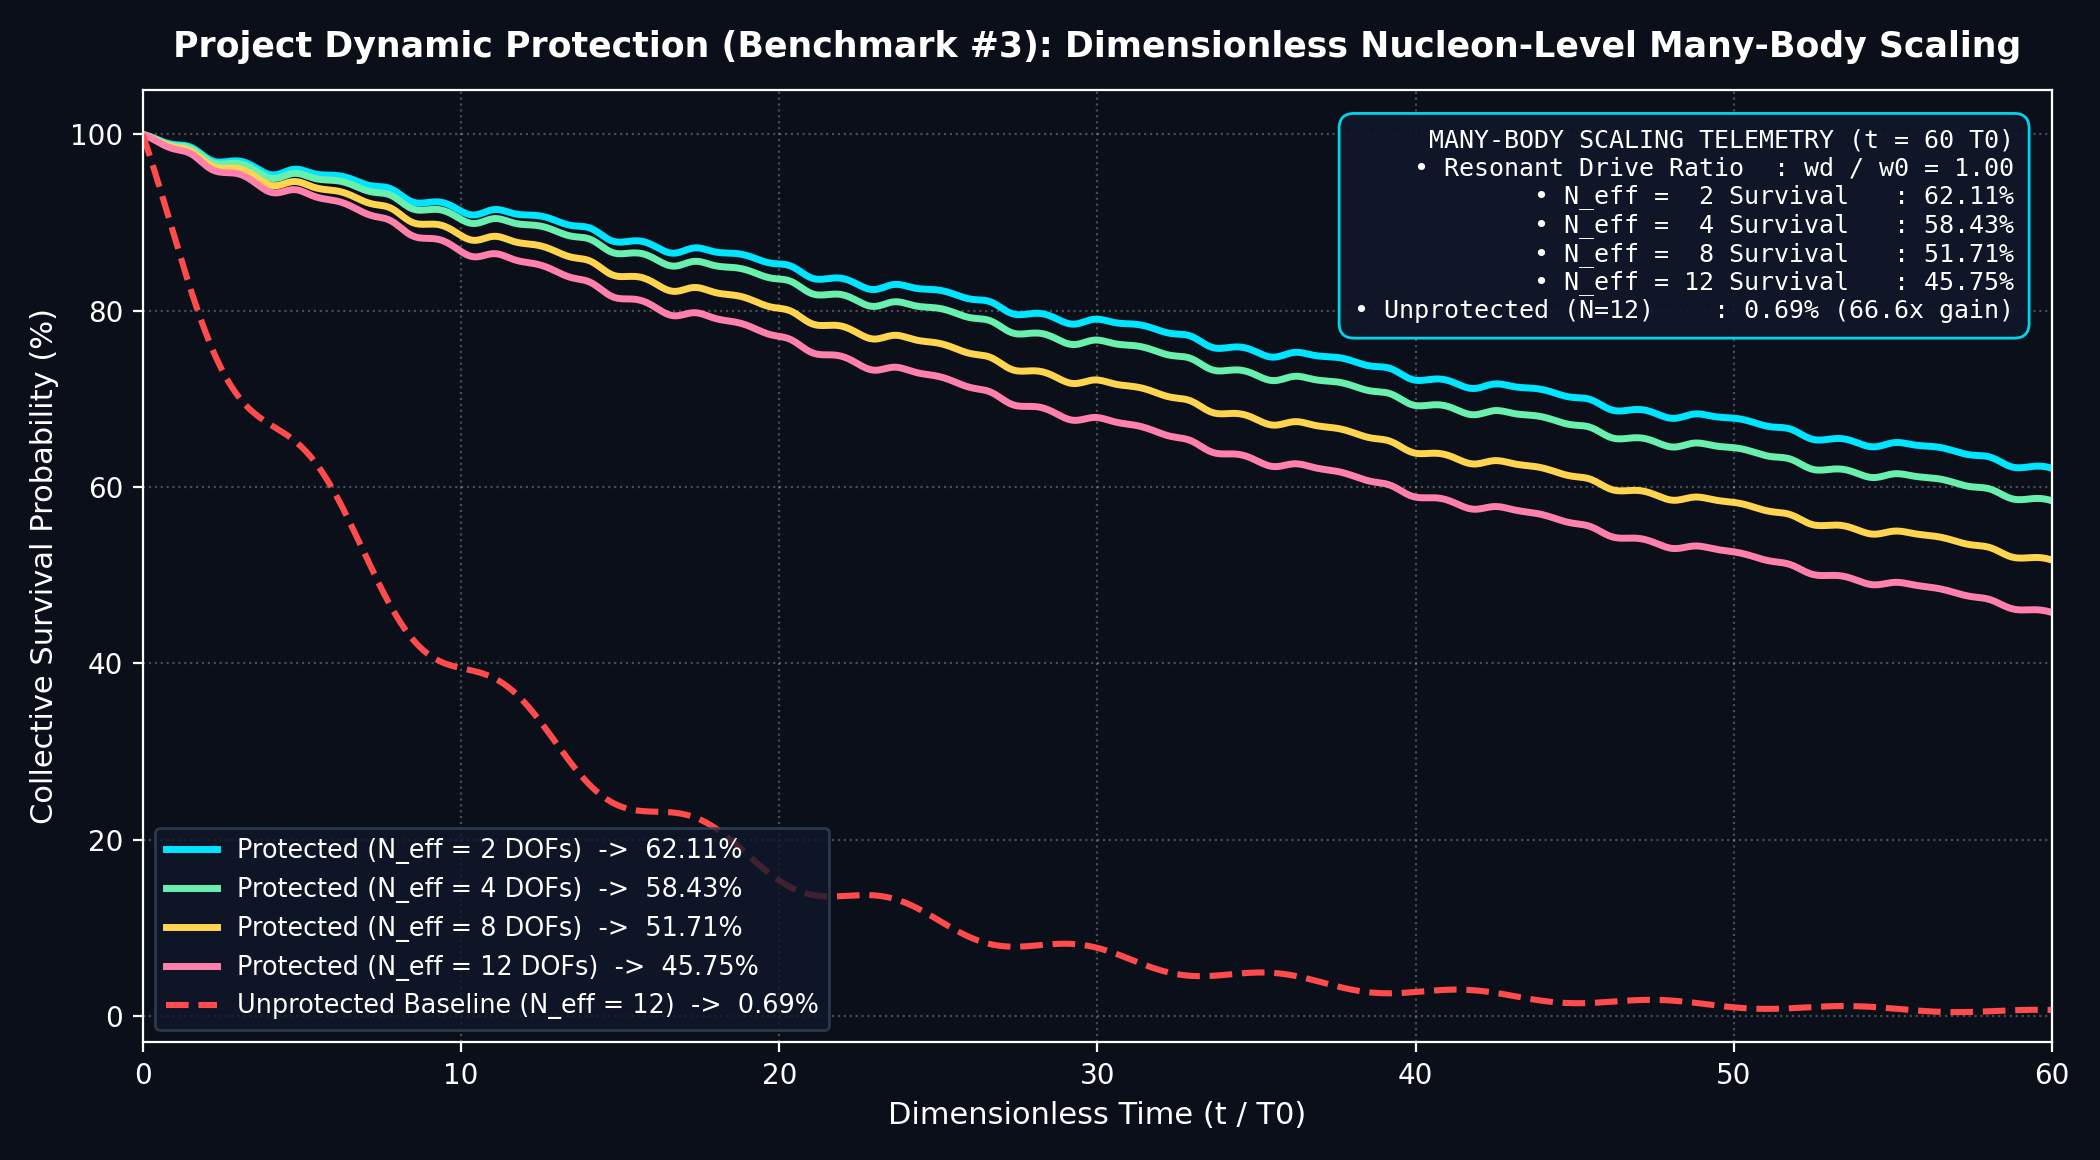 Project Dynamic Protection (Benchmark #3): Dimensionless Nucleon-Level Many-Body Scaling
Collective Survival Probability (%)
100
80
60
40
20
0
MANY-BODY SCALING TELEMETRY (t = 60 T0)
• Resonant Drive Ratio  : wd / w0 = 1.00
• N_eff =  2 Survival   : 62.11%
• N_eff =  4 Survival   : 58.43%
• N_eff =  8 Survival   : 51.71%
• N_eff = 12 Survival   : 45.75%
• Unprotected (N=12)    : 0.69% (66.6x gain)
Protected (N_eff = 2 DOFs)  ->  62.11%
Protected (N_eff = 4 DOFs)  ->  58.43%
Protected (N_eff = 8 DOFs)  ->  51.71%
Protected (N_eff = 12 DOFs)  ->  45.75%
Unprotected Baseline (N_eff = 12)  ->  0.69%
0 10 20 30 40 50 60
Dimensionless Time (t / T0)